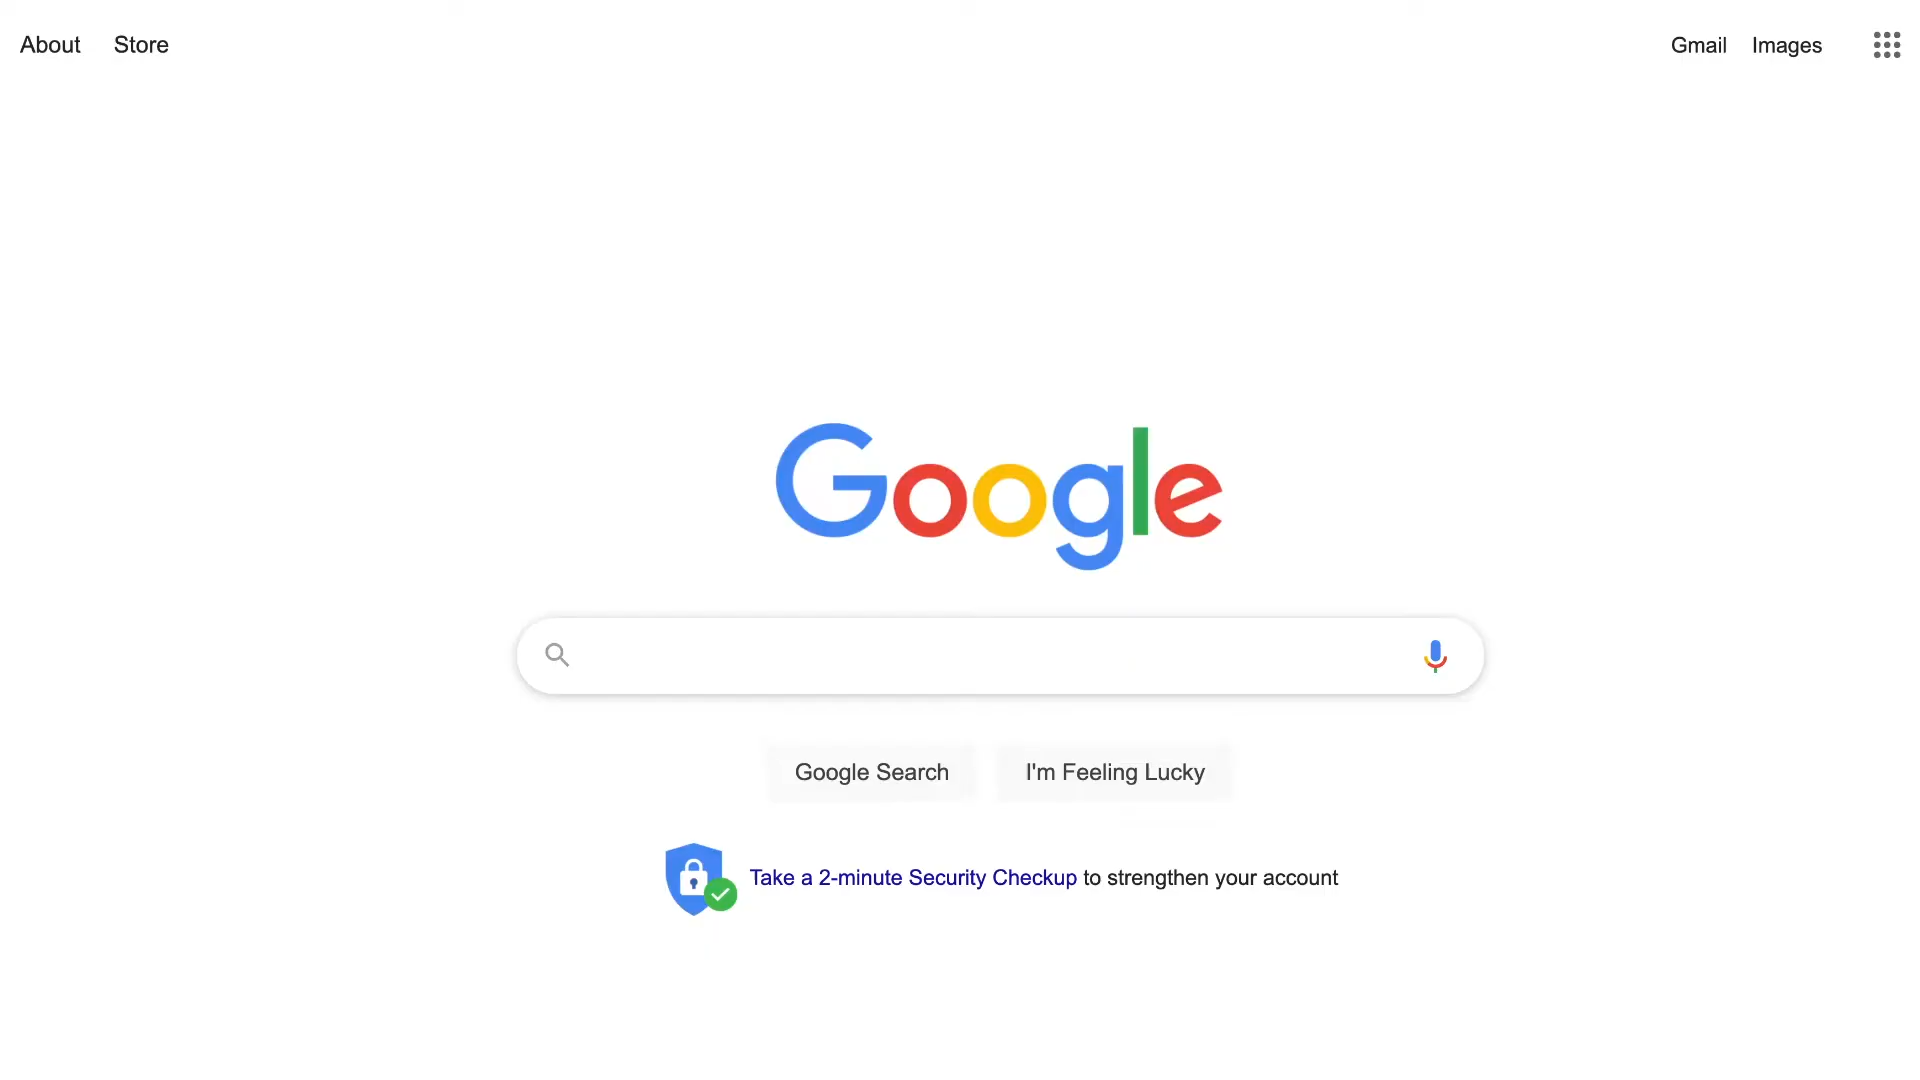 About Store
Gmail Images
Google
Google Search I'm Feeling Lucky
Take a 2-minute Security Checkup to strengthen your account